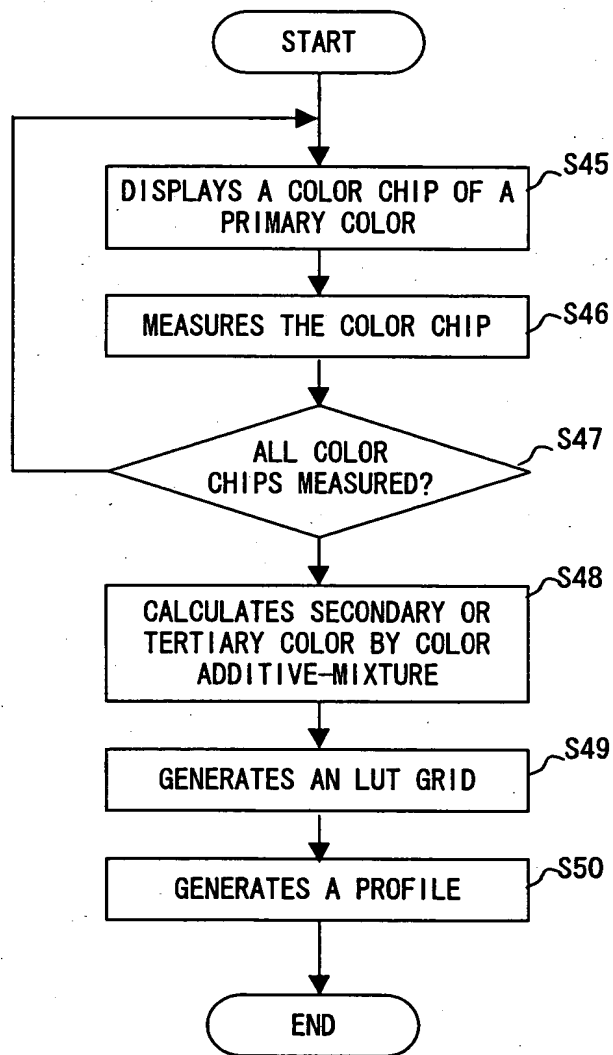 START
S45
DISPLAYS A COLOR CHIP OF A
PRIMARY COLOR
S46
MEASURES THE COLOR CHIP
S47
ALL COLOR
CHIPS MEASURED?
S48
CALCULATES SECONDARY OR
TERTIARY COLOR BY COLOR
ADDITIVE-MIXTURE
S49
GENERATES AN LUT GRID
S50
GENERATES A PROFILE
END